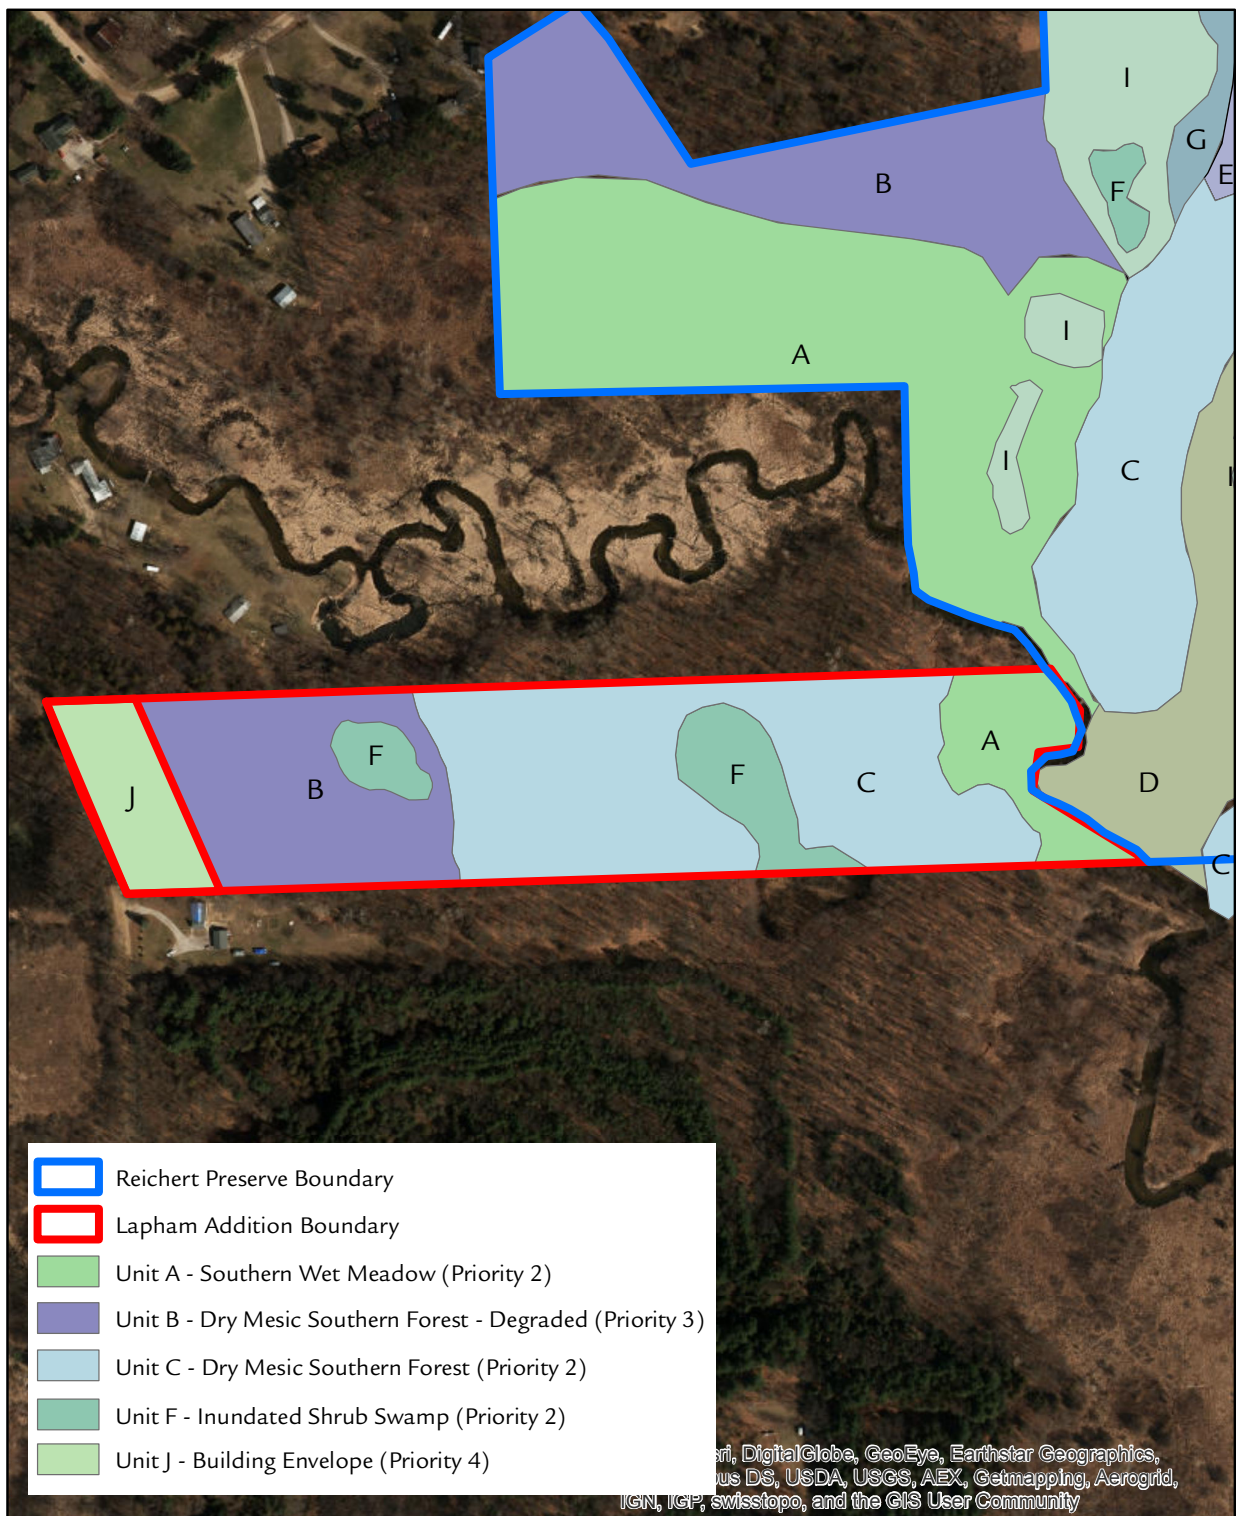 I
G
B
F
E
I
A
I
C
A
F
F
C
D
B
J
C
Reichert Preserve Boundary
Lapham Addition Boundary
Unit A - Southern Wet Meadow (Priority 2)
Unit B - Dry Mesic Southern Forest - Degraded (Priority 3)
Unit C - Dry Mesic Southern Forest (Priority 2)
Unit F - Inundated Shrub Swamp (Priority 2)
Unit J - Building Envelope (Priority 4)
DigitalGlobe, GeoEye, Earthstar Geographics,
DS, USDA, USGS, AEX, Getmapping, Aerogrid,
IGN, IGP, swisstopo, and the GIS User Community